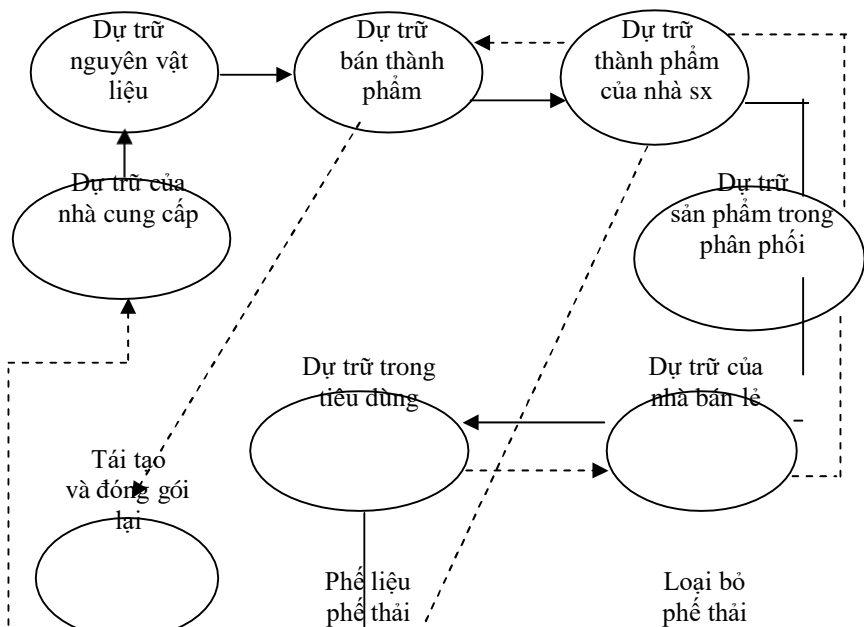 Dự trữ
nguyên vật
liệu
Dự trữ
bán thành
phẩm
Dự trữ
thành phẩm
của nhà sx
Dự trữ của
nhà cung cấp
Dự trữ
sản phẩm trong
phân phối
Dự trữ trong
tiêu dùng
Dự trữ của
nhà bán lẻ
Tái tạo
và đóng gói
lại
Phế liệu
phế thải
Loại bỏ
phế thải